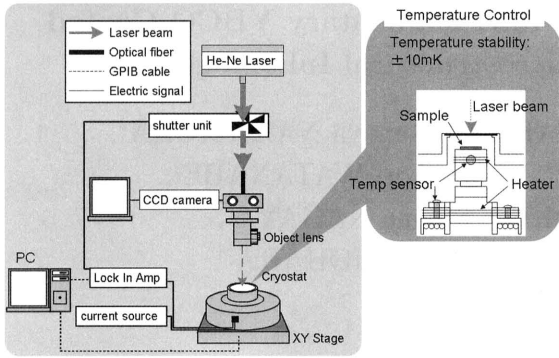 Laser beam
Optical fiber
GPIB cable
Electric signal
He-Ne Laser
shutter unit
CCD camera
Object lens
PC
Lock In Amp
Cryostat
current source
XY Stage
Temperature Control
Temperature stability:
±10mK
Laser beam
Sample
Temp sensor
Heater